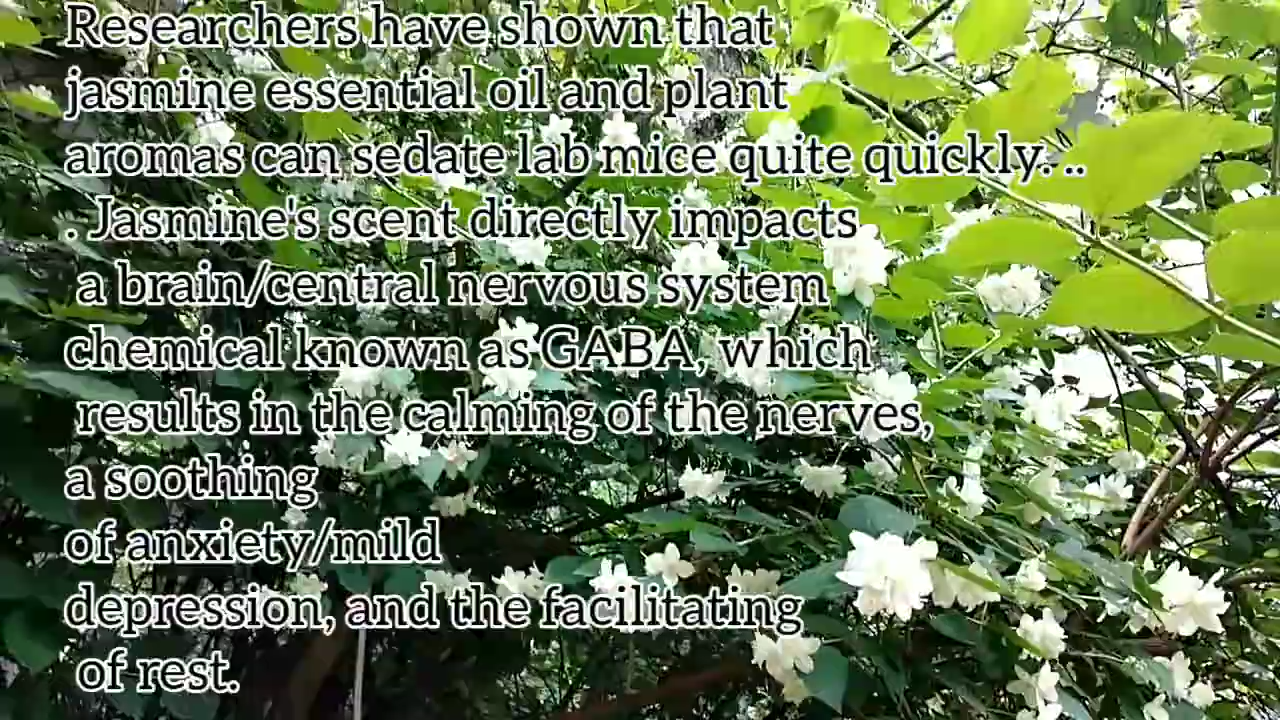 Researchers have shown that
jasmine essential oil and plant
aromas can sedate lab mice quite quickly. ..
. Jasmine's scent directly impacts
a brain/central nervous system
chemical known as GABA, which
results in the calming of the nerves,
a soothing
of anxiety/mild
depression, and the facilitating
of rest.